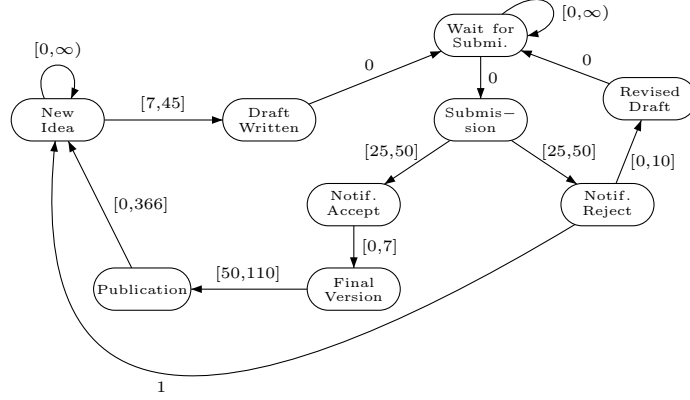 [0,∞)
Wait for
Submi.
[0,∞)
0
0
0
New
Idea
[7,45]
Draft
Written
Submis−
sion
Revised
Draft
[25,50]
[25,50]
[0,10]
Notif.
Accept
Notif.
Reject
[0,366]
[0,7]
Publication
[50,110]
Final
Version
1